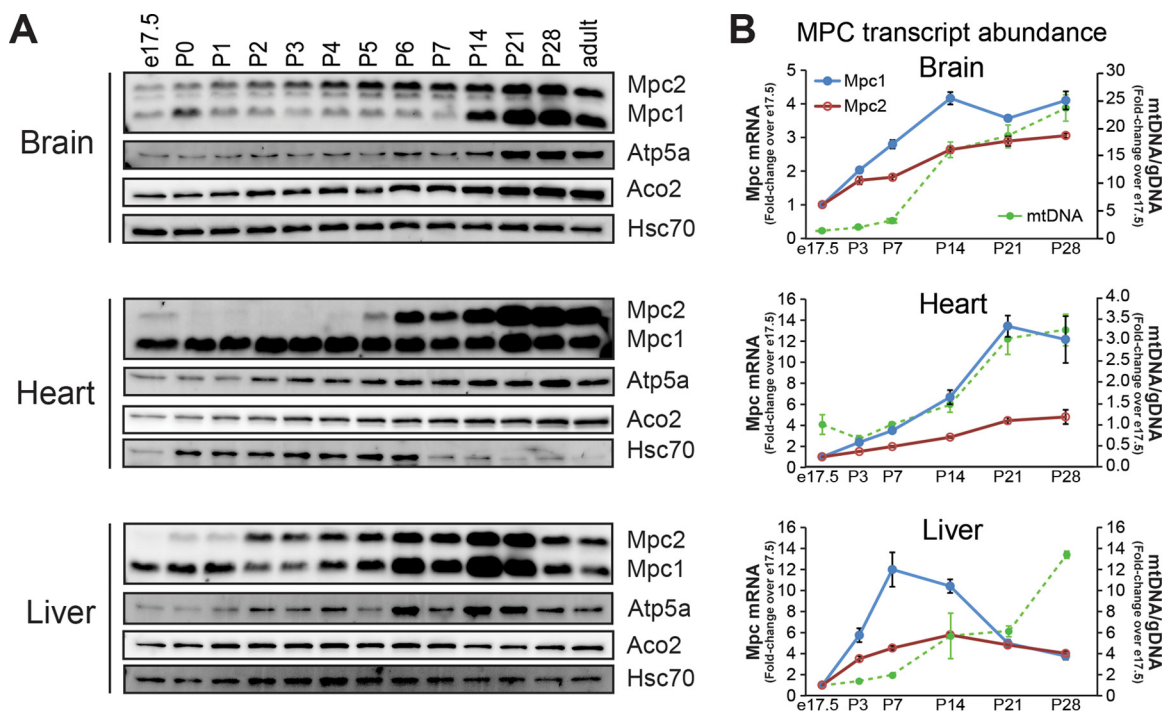 A
e17.5 P0 P1 P2 P3 P4 P5 P6 P7 P14 P21 P28 adult
Brain
Mpc2
Mpc1
Atp5a
Aco2
Hsc70
Heart
Mpc2
Mpc1
Atp5a
Aco2
Hsc70
Liver
Mpc2
Mpc1
Atp5a
Aco2
Hsc70
B
MPC transcript abundance
Brain
Mpc1
Mpc2
mtDNA
Mpc mRNA
(Fold-change over e17.5)
5
4
3
2
1
0
mtDNA/gDNA
(Fold-change over e17.5)
30
25
20
15
10
5
0
e17.5 P3 P7 P14 P21 P28
Heart
Mpc mRNA
(Fold-change over e17.5)
16
14
12
10
8
6
4
2
0
mtDNA/gDNA
(Fold-change over e17.5)
4.0
3.5
3.0
2.5
2.0
1.5
1.0
0.5
0.0
e17.5 P3 P7 P14 P21 P28
Liver
Mpc mRNA
(Fold-change over e17.5)
16
14
12
10
8
6
4
2
0
mtDNA/gDNA
(Fold-change over e17.5)
16
14
12
10
8
6
4
2
0
e17.5 P3 P7 P14 P21 P28